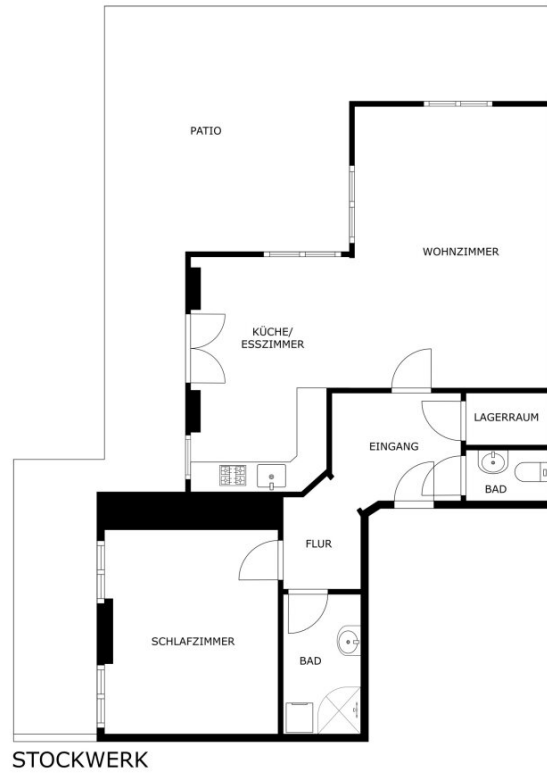 PATIO
WOHNZIMMER
KÜCHE/
ESSZIMMER
LAGERRAUM
EINGANG
BAD
FLUR
SCHLAFZIMMER
BAD
STOCKWERK